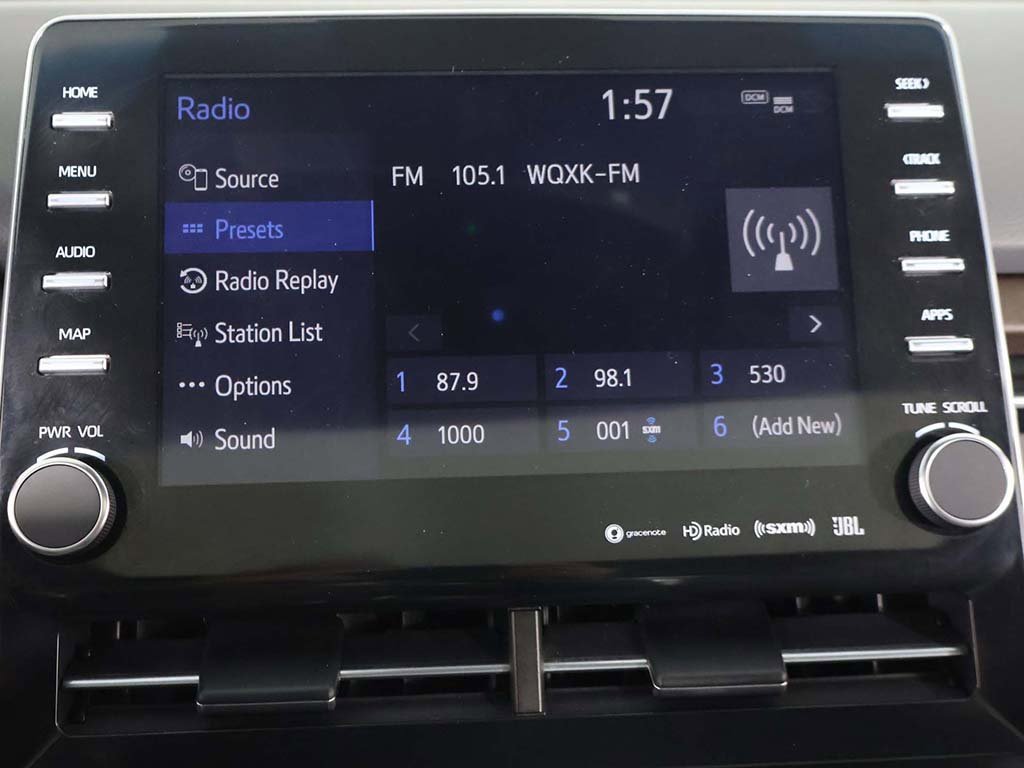 HOME
MENU
AUDIO
MAP
PWR VOL
Radio
1:57
DCM
DCM
Source
Presets
Radio Replay
Station List
Options
Sound
FM 105.1 WQXK-FM
<
>
1 87.9
2 98.1
3 530
4 1000
5 001 sxm
6 (Add New)
SEEK>
<TRACK
PHONE
APPS
TUNE SCROLL
gracenote
HD Radio
((sxm))
JBL